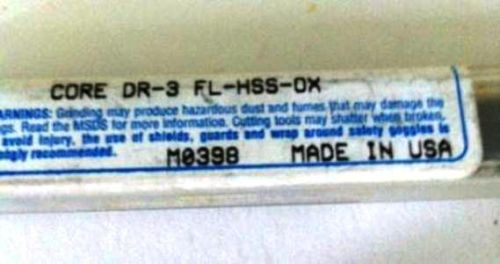 CORE DR-3 FL-HSS-OX
WARNINGS: Grinding may produce hazardous dust and fumes that may damage the
Read the MSDS for more information. Cutting tools may shatter when broken.
avoid injury, the use of shields, guards and wrap around safety goggles is
recommended.
M0398 MADE IN USA